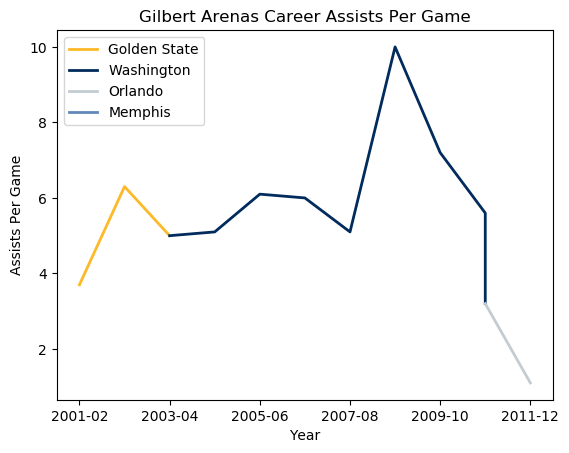 Gilbert Arenas Career Assists Per Game
Golden State
Washington
Orlando
Memphis
Assists Per Game
10
8
6
4
2
2001-02 2003-04 2005-06 2007-08 2009-10 2011-12
Year